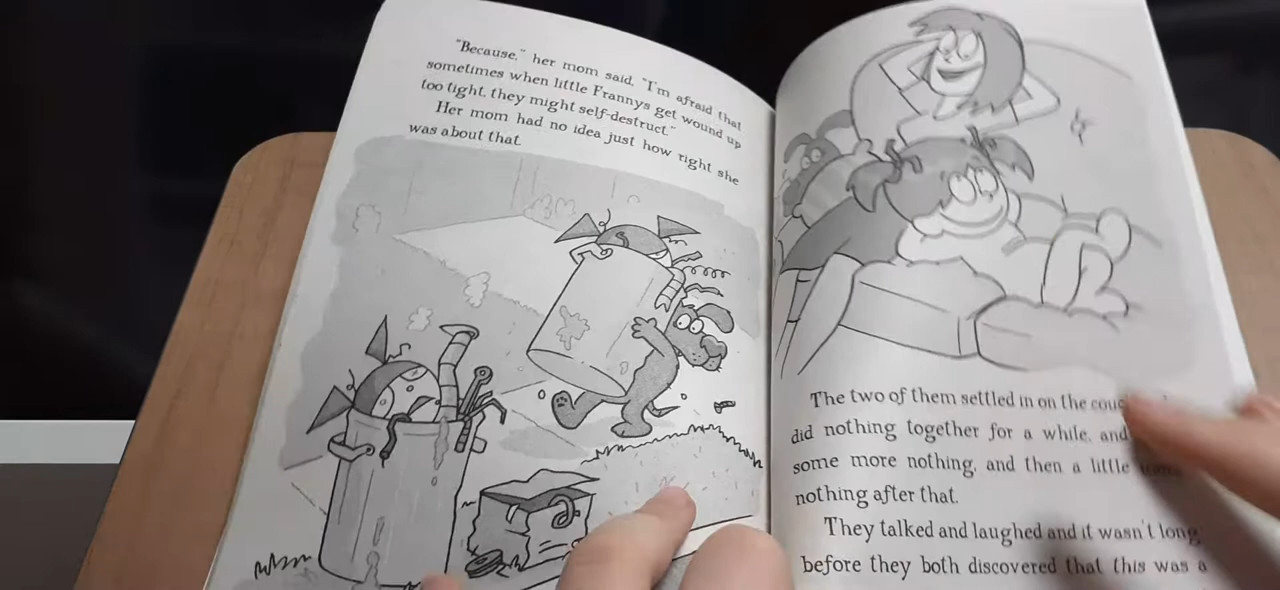 "Because," her mom said, "I'm afraid that
sometimes when little Frannys get wound up
too tight, they might self-destruct."
Her mom had no idea just how right she
was about that.
The two of them settled in on the
did nothing together for a while, and
some more nothing, and then a little
nothing after that.
They talked and laughed and it wasn't long
before they both discovered that this was a